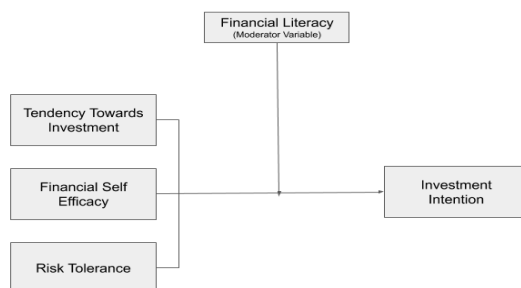 Financial Literacy
(Moderator Variable)
Tendency Towards
Investment
Financial Self
Efficacy
Investment
Intention
Risk Tolerance